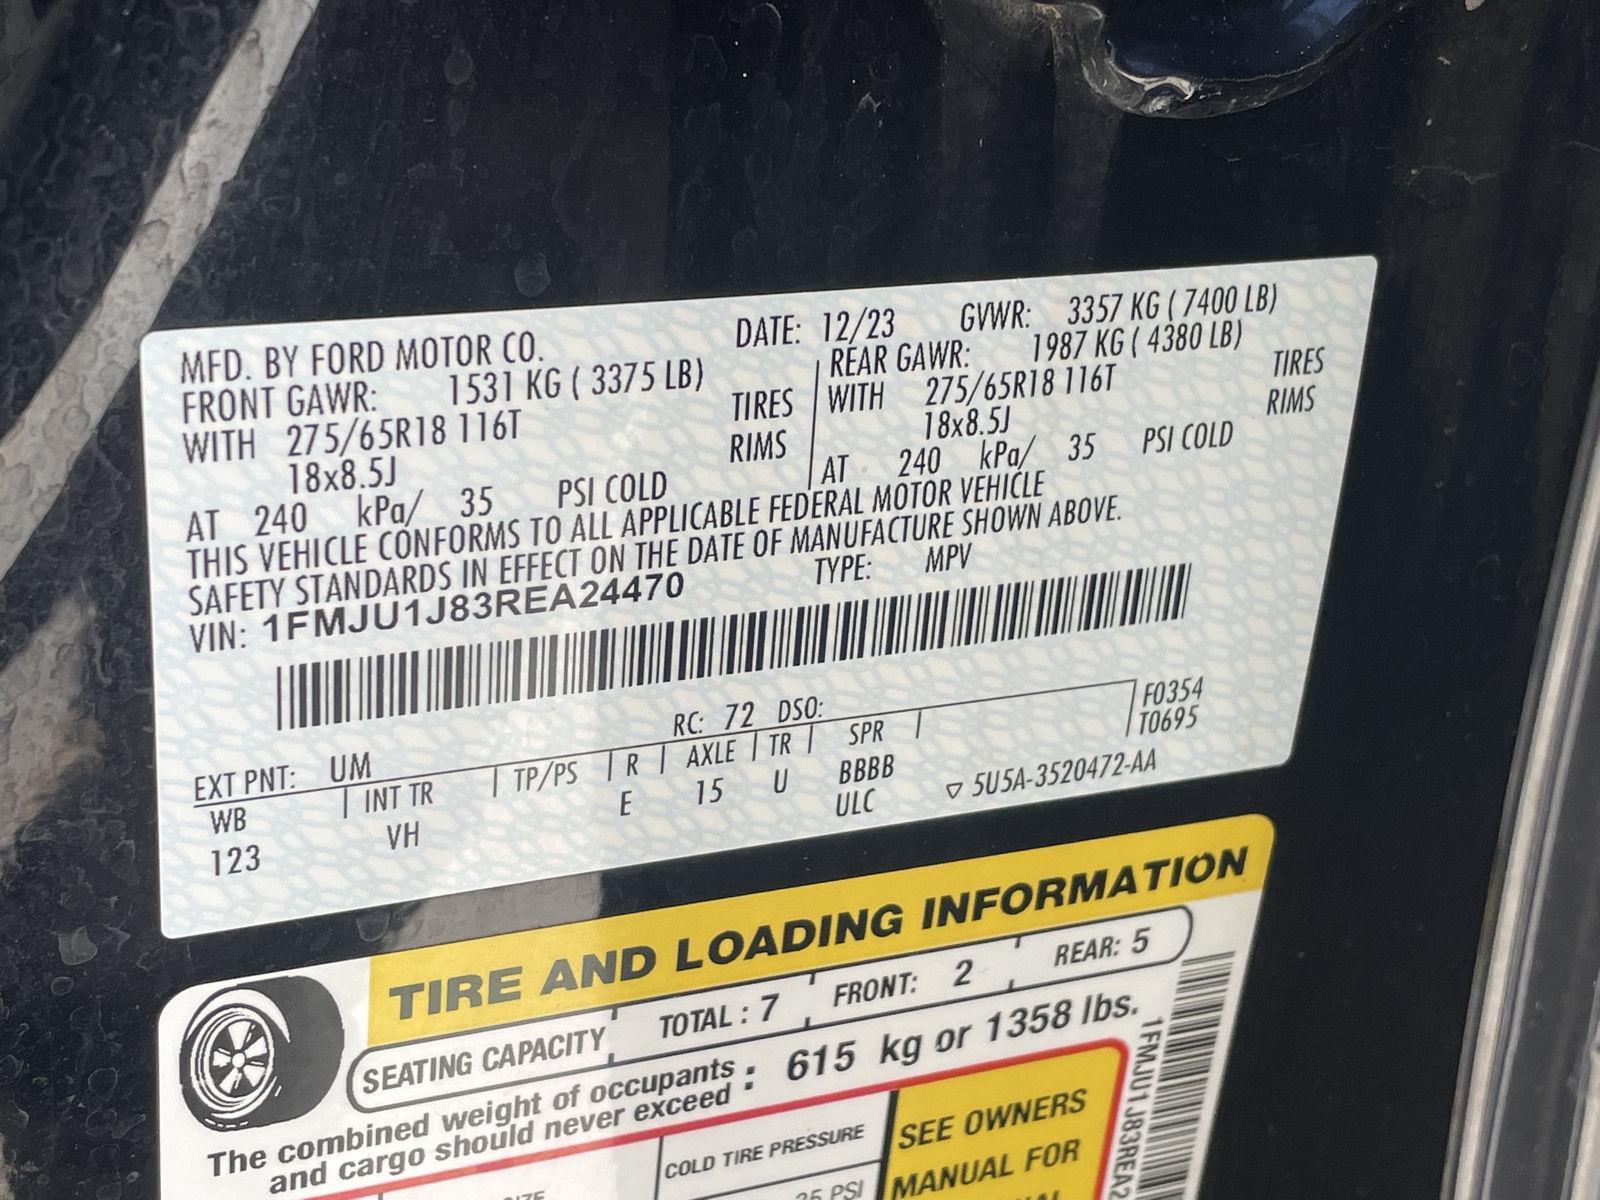 MFD. BY FORD MOTOR CO. DATE: 12/23 GVWR: 3357 KG ( 7400 LB)
FRONT GAWR: 1531 KG ( 3375 LB) REAR GAWR: 1987 KG ( 4380 LB)
WITH 275/65R18 116T TIRES WITH 275/65R18 116T TIRES
18x8.5J RIMS 18x8.5J RIMS
AT 240 kPa/ 35 PSI COLD AT 240 kPa/ 35 PSI COLD
THIS VEHICLE CONFORMS TO ALL APPLICABLE FEDERAL MOTOR VEHICLE
SAFETY STANDARDS IN EFFECT ON THE DATE OF MANUFACTURE SHOWN ABOVE.
VIN: 1FMJU1J83REA24470 TYPE: MPV
F0354
T0695
EXT PNT: UM RC: 72 DSO:
WB INT TR TP/PS R AXLE TR SPR
123 VH E 15 U BBBB
ULC ▽ 5U5A-3520472-AA
TIRE AND LOADING INFORMATION
SEATING CAPACITY TOTAL : 7 FRONT: 2 REAR: 5
The combined weight of occupants
and cargo should never exceed : 615 kg or 1358 lbs.
COLD TIRE PRESSURE
SEE OWNERS
MANUAL FOR
PSI
1FMJU1J83REA2